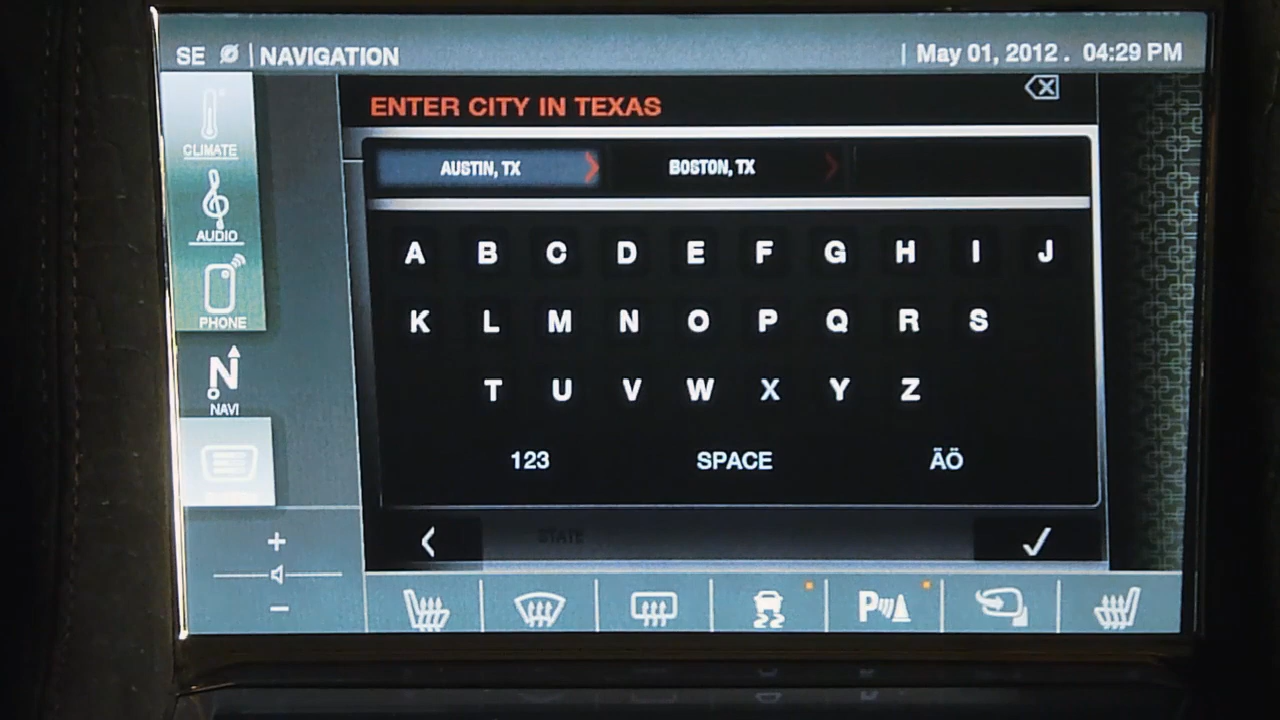 SE | NAVIGATION | May 01, 2012 . 04:29 PM
ENTER CITY IN TEXAS
AUSTIN, TX BOSTON, TX
CLIMATE
AUDIO
PHONE
N
NAVI
A B C D E F G H I J
K L M N O P Q R S
T U V W X Y Z
123 SPACE ÄÖ
STATE
+
−
P